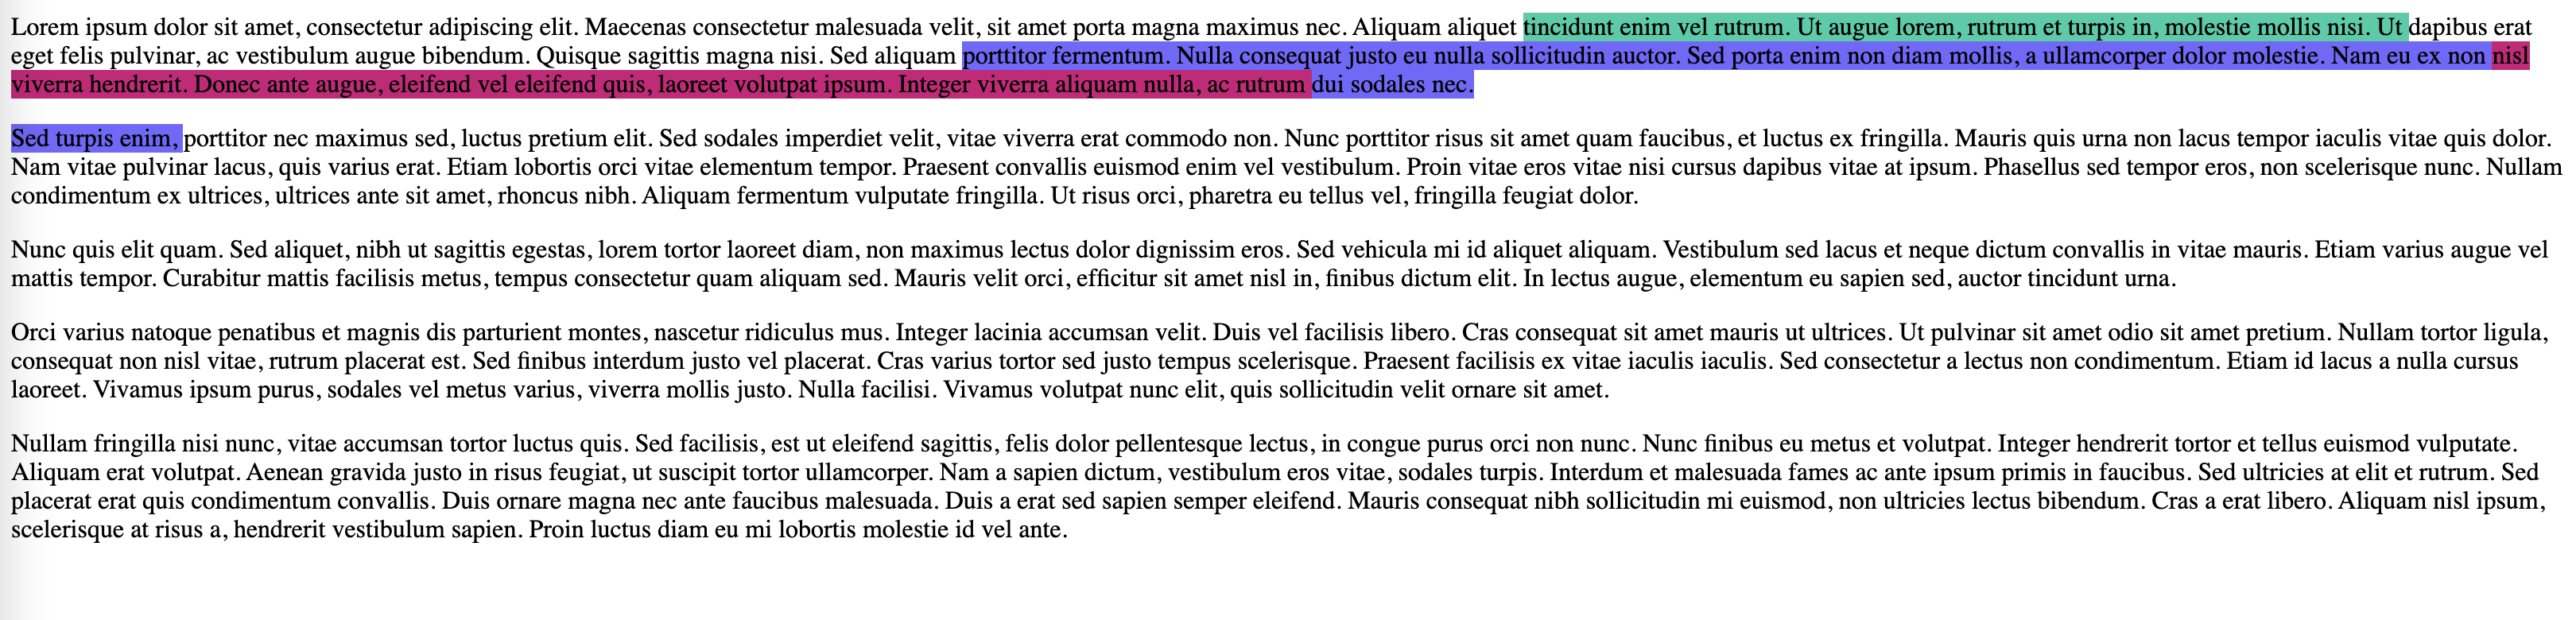 Lorem ipsum dolor sit amet, consectetur adipiscing elit. Maecenas consectetur malesuada velit, sit amet porta magna maximus nec. Aliquam aliquet tincidunt enim vel rutrum. Ut augue lorem, rutrum et turpis in, molestie mollis nisi. Ut dapibus erat
eget felis pulvinar, ac vestibulum augue bibendum. Quisque sagittis magna nisi. Sed aliquam porttitor fermentum. Nulla consequat justo eu nulla sollicitudin auctor. Sed porta enim non diam mollis, a ullamcorper dolor molestie. Nam eu ex non nisl
viverra hendrerit. Donec ante augue, eleifend vel eleifend quis, laoreet volutpat ipsum. Integer viverra aliquam nulla, ac rutrum dui sodales nec.
Sed turpis enim, porttitor nec maximus sed, luctus pretium elit. Sed sodales imperdiet velit, vitae viverra erat commodo non. Nunc porttitor risus sit amet quam faucibus, et luctus ex fringilla. Mauris quis urna non lacus tempor iaculis vitae quis dolor.
Nam vitae pulvinar lacus, quis varius erat. Etiam lobortis orci vitae elementum tempor. Praesent convallis euismod enim vel vestibulum. Proin vitae eros vitae nisi cursus dapibus vitae at ipsum. Phasellus sed tempor eros, non scelerisque nunc. Nullam
condimentum ex ultrices, ultrices ante sit amet, rhoncus nibh. Aliquam fermentum vulputate fringilla. Ut risus orci, pharetra eu tellus vel, fringilla feugiat dolor.
Nunc quis elit quam. Sed aliquet, nibh ut sagittis egestas, lorem tortor laoreet diam, non maximus lectus dolor dignissim eros. Sed vehicula mi id aliquet aliquam. Vestibulum sed lacus et neque dictum convallis in vitae mauris. Etiam varius augue vel
mattis tempor. Curabitur mattis facilisis metus, tempus consectetur quam aliquam sed. Mauris velit orci, efficitur sit amet nisl in, finibus dictum elit. In lectus augue, elementum eu sapien sed, auctor tincidunt urna.
Orci varius natoque penatibus et magnis dis parturient montes, nascetur ridiculus mus. Integer lacinia accumsan velit. Duis vel facilisis libero. Cras consequat sit amet mauris ut ultrices. Ut pulvinar sit amet odio sit amet pretium. Nullam tortor ligula,
consequat non nisl vitae, rutrum placerat est. Sed finibus interdum justo vel placerat. Cras varius tortor sed justo tempus scelerisque. Praesent facilisis ex vitae iaculis iaculis. Sed consectetur a lectus non condimentum. Etiam id lacus a nulla cursus
laoreet. Vivamus ipsum purus, sodales vel metus varius, viverra mollis justo. Nulla facilisi. Vivamus volutpat nunc elit, quis sollicitudin velit ornare sit amet.
Nullam fringilla nisi nunc, vitae accumsan tortor luctus quis. Sed facilisis, est ut eleifend sagittis, felis dolor pellentesque lectus, in congue purus orci non nunc. Nunc finibus eu metus et volutpat. Integer hendrerit tortor et tellus euismod vulputate.
Aliquam erat volutpat. Aenean gravida justo in risus feugiat, ut suscipit tortor ullamcorper. Nam a sapien dictum, vestibulum eros vitae, sodales turpis. Interdum et malesuada fames ac ante ipsum primis in faucibus. Sed ultricies at elit et rutrum. Sed
placerat erat quis condimentum convallis. Duis ornare magna nec ante faucibus malesuada. Duis a erat sed sapien semper eleifend. Mauris consequat nibh sollicitudin mi euismod, non ultricies lectus bibendum. Cras a erat libero. Aliquam nisl ipsum,
scelerisque at risus a, hendrerit vestibulum sapien. Proin luctus diam eu mi lobortis molestie id vel ante.